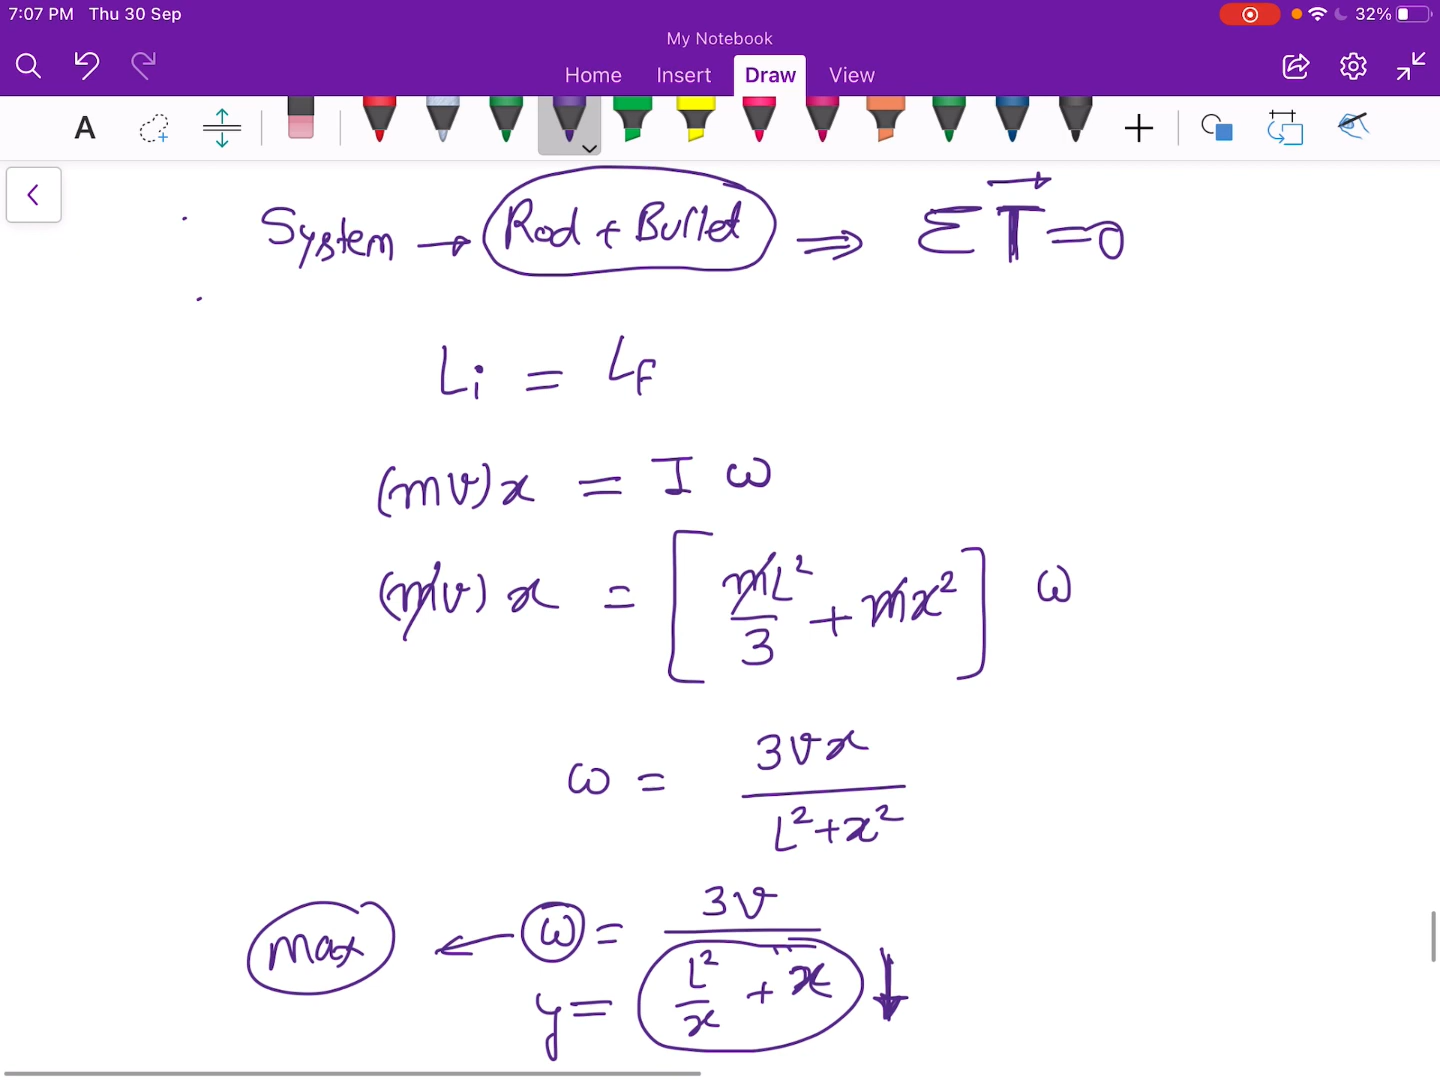 7:07 PM Thu 30 Sep 32%
My Notebook
Home Insert Draw View
A
System → Rod + Bullet ⇒ Σ T⃗ = 0
Li = Lf
(mv)x = I ω
(mv)x = [mL²/3 + mx²] ω
ω = 3vx/(L²+x²)
max ← ω = 3v
y = L²/x + x ↓